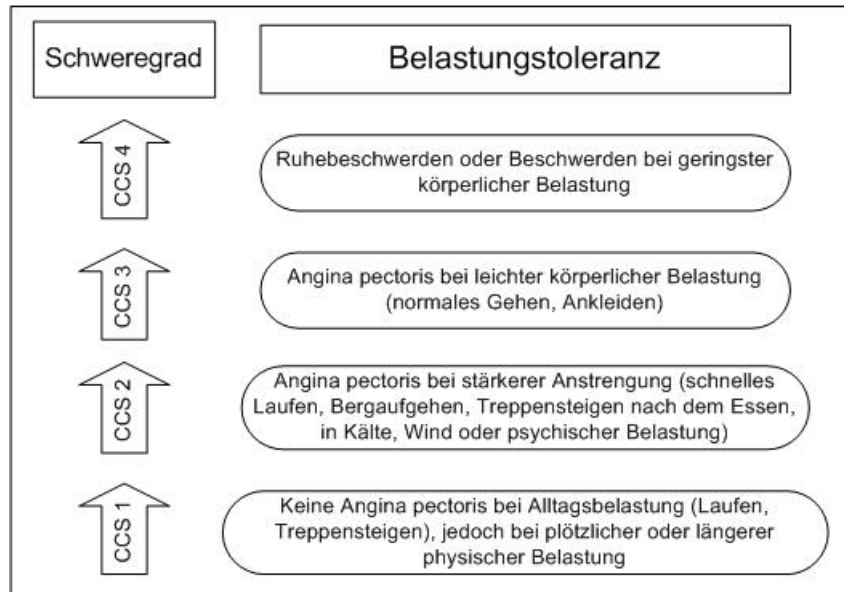 Schweregrad
Belastungstoleranz
CCS 4
Ruhebeschwerden oder Beschwerden bei geringster
körperlicher Belastung
CCS 3
Angina pectoris bei leichter körperlicher Belastung
(normales Gehen, Ankleiden)
CCS 2
Angina pectoris bei stärkerer Anstrengung (schnelles
Laufen, Bergaufgehen, Treppensteigen nach dem Essen,
in Kälte, Wind oder psychischer Belastung)
CCS 1
Keine Angina pectoris bei Alltagsbelastung (Laufen,
Treppensteigen), jedoch bei plötzlicher oder längerer
physischer Belastung